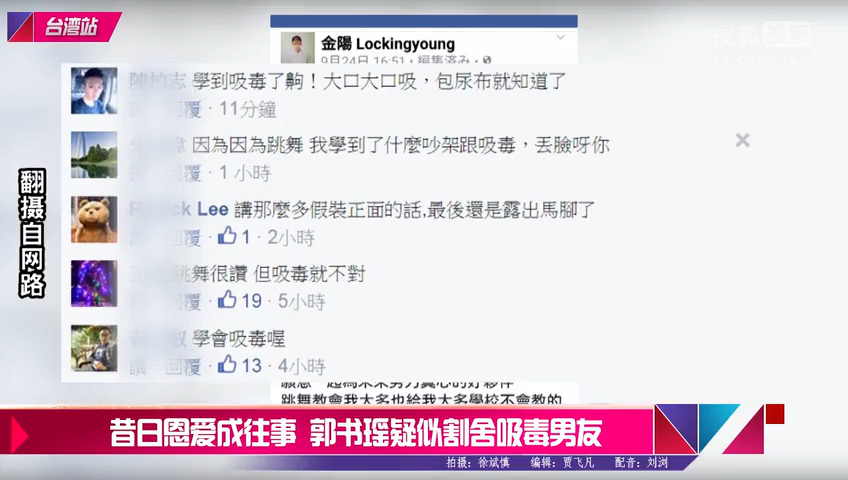 台湾站
搜狐视频
金陽 Lockingyoung
9月24日 16:51・編集済み・
學到吸毒了齁！大口大口吸，包尿布就知道了
回覆・11分鐘
因為因為跳舞 我學到了什麼吵架跟吸毒，丟臉呀你
回覆・1 小時
Lee 講那麼多假裝正面的話,最後還是露出馬腳了
回覆・1・2小時
跳舞很讚 但吸毒就不對
回覆・19・5小時
學會吸毒喔
讚 回覆・13・4小時
跳舞教會我太多也給我太多學校不會教的
翻摄自网路
昔日恩爱成往事 郭书瑶疑似割舍吸毒男友
拍摄：徐斌慎 编辑：贾飞凡 配音：刘浏